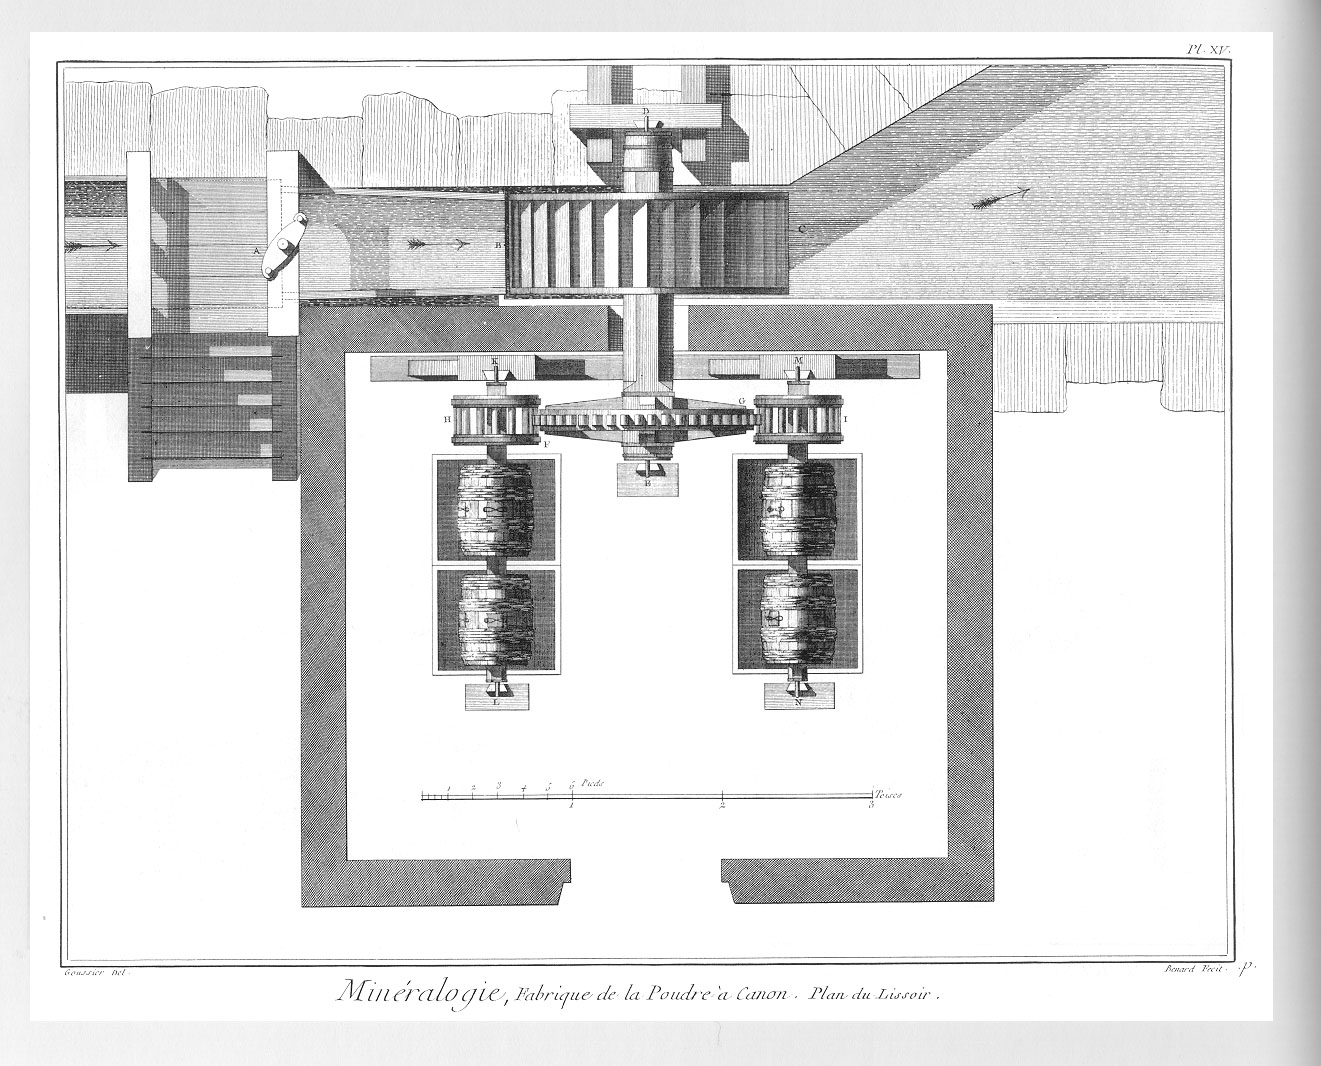 Pl. XV.
D
A
B
C
K
M
G
H
I
F
E
L
N
1 2 3 4 5 6 Pieds
1 2 3 Toises
Goussier Del.
Benard Fecit.
.p.
Minéralogie, Fabrique de la Poudre à Canon. Plan du Lissoir.